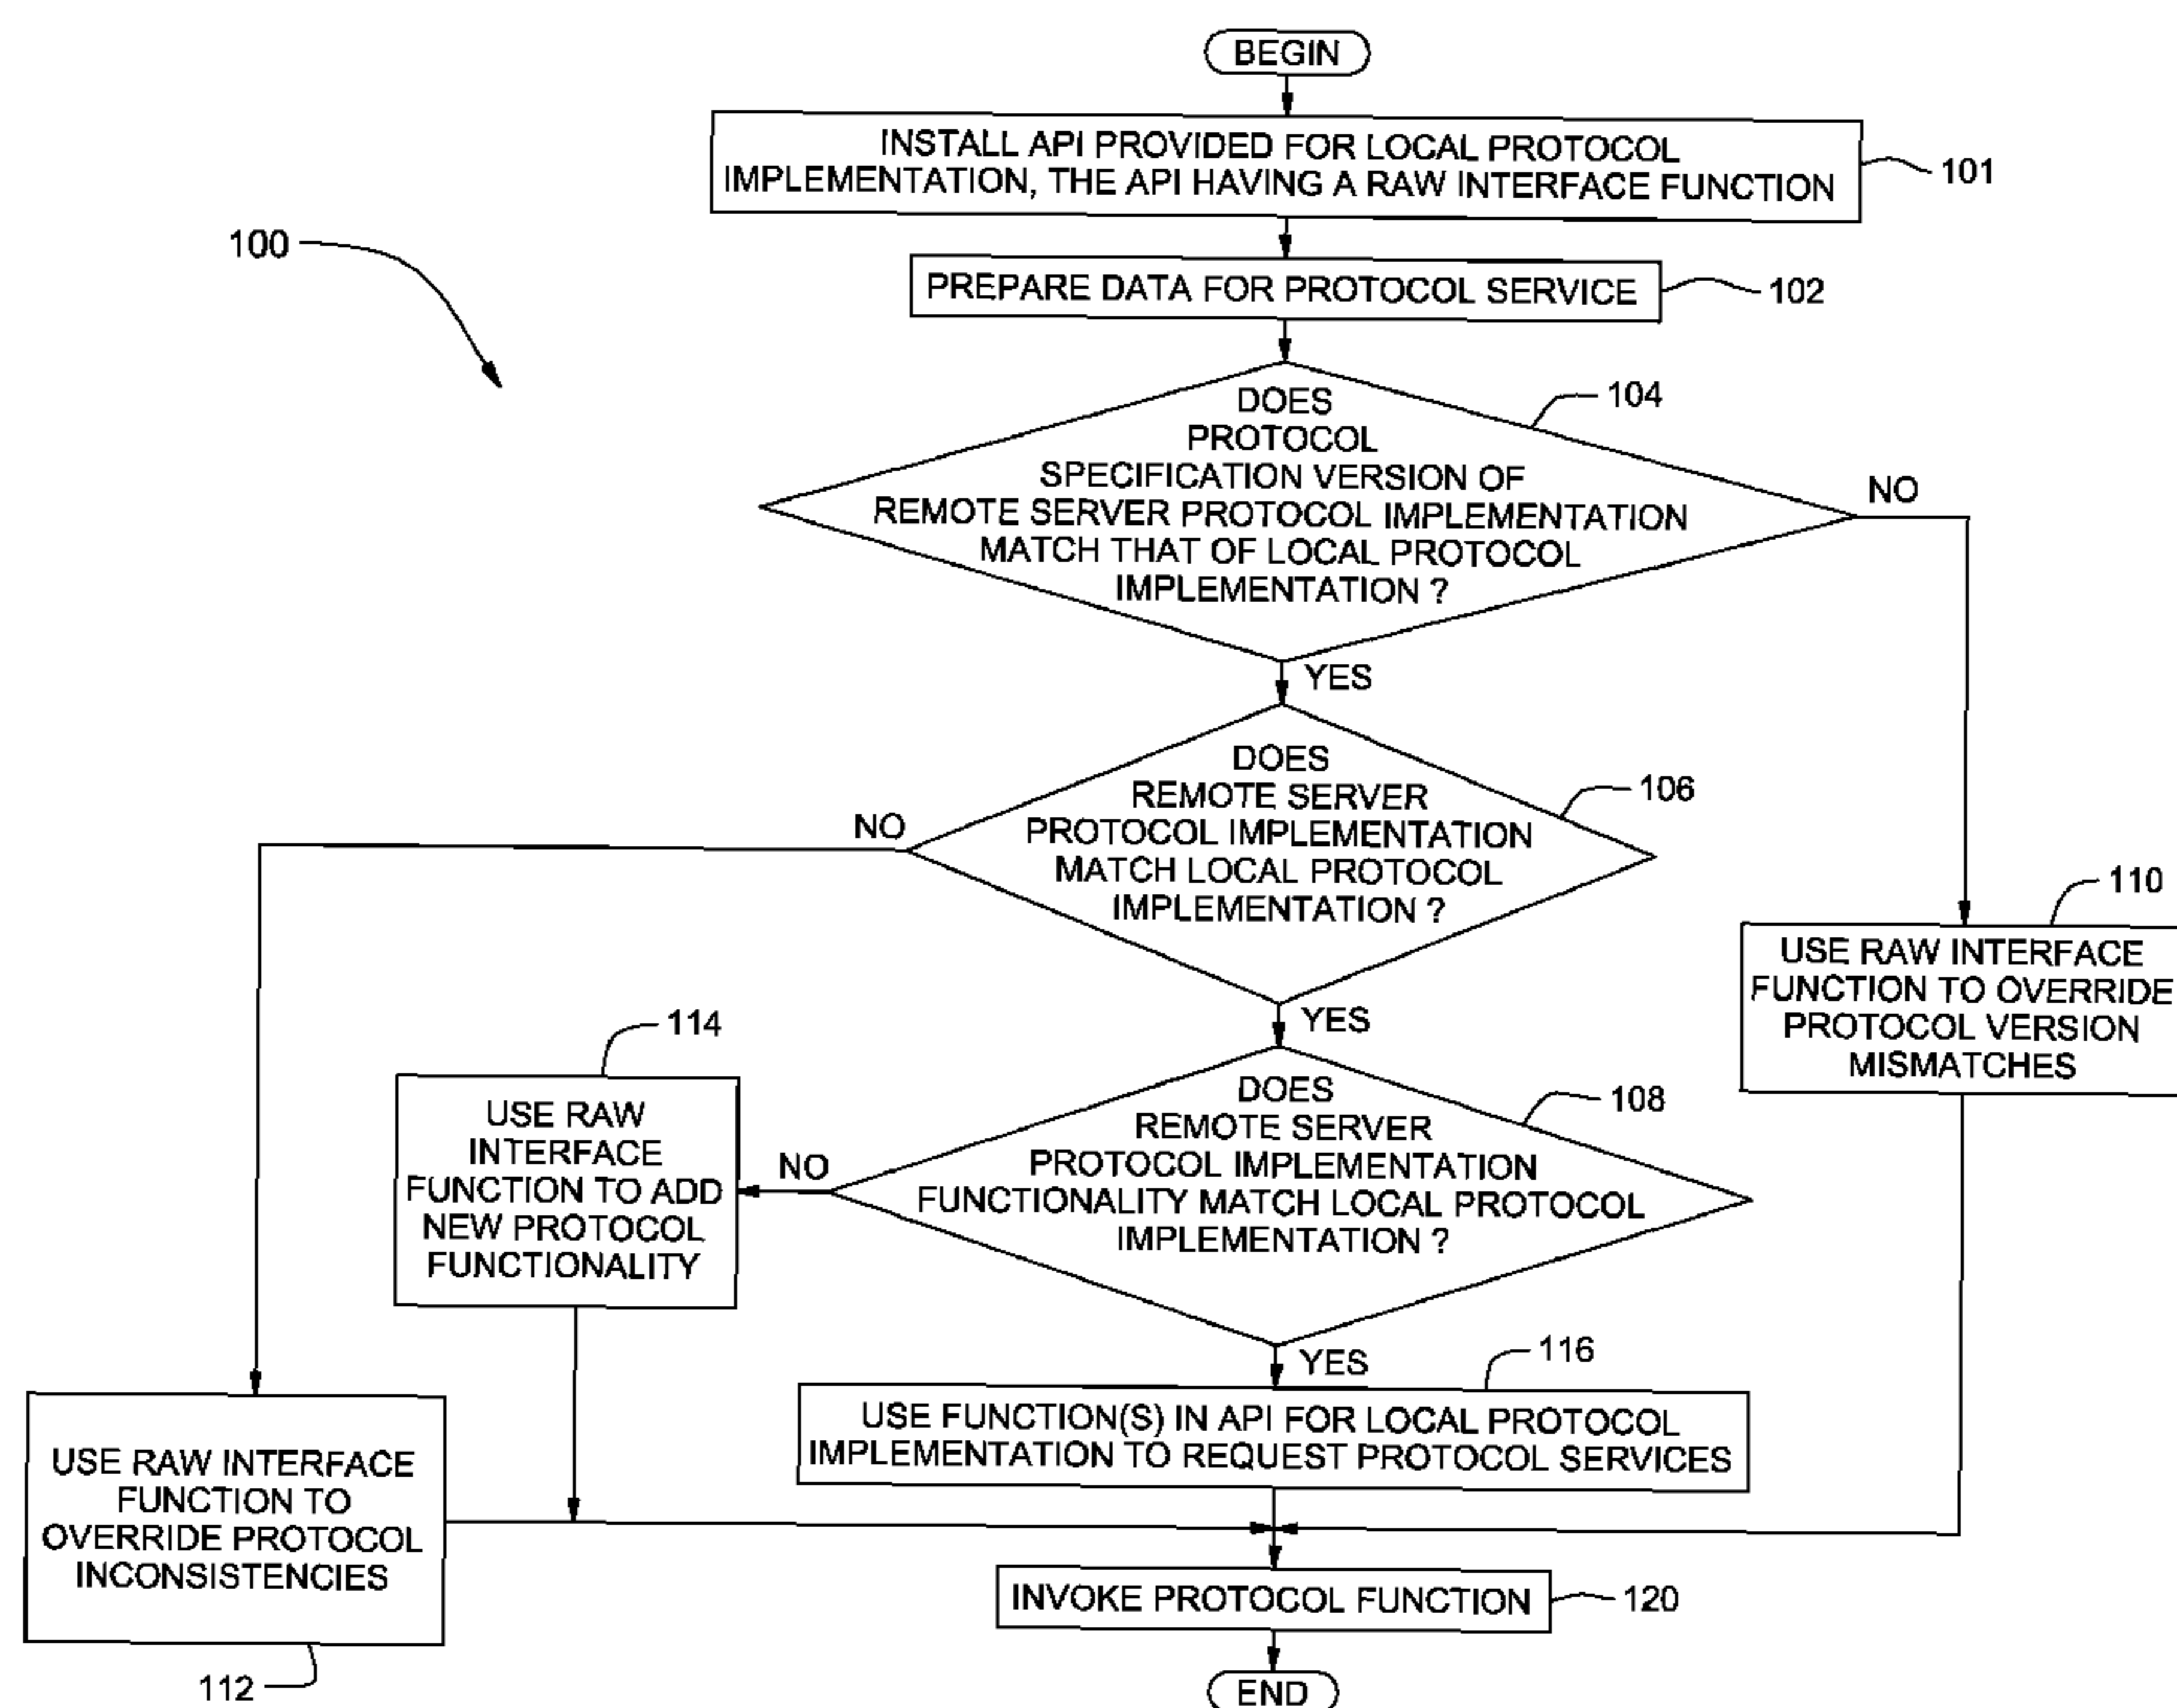 BEGIN
INSTALL API PROVIDED FOR LOCAL PROTOCOL
IMPLEMENTATION, THE API HAVING A RAW INTERFACE FUNCTION
101
100
PREPARE DATA FOR PROTOCOL SERVICE
102
DOES
PROTOCOL
SPECIFICATION VERSION OF
REMOTE SERVER PROTOCOL IMPLEMENTATION
MATCH THAT OF LOCAL PROTOCOL
IMPLEMENTATION ?
104
NO
YES
DOES
REMOTE SERVER
PROTOCOL IMPLEMENTATION
MATCH LOCAL PROTOCOL
IMPLEMENTATION ?
106
NO
YES
110
USE RAW INTERFACE
FUNCTION TO OVERRIDE
PROTOCOL VERSION
MISMATCHES
114
USE RAW
INTERFACE
FUNCTION TO ADD
NEW PROTOCOL
FUNCTIONALITY
NO
DOES
REMOTE SERVER
PROTOCOL IMPLEMENTATION
FUNCTIONALITY MATCH LOCAL PROTOCOL
IMPLEMENTATION ?
108
YES
116
USE FUNCTION(S) IN API FOR LOCAL PROTOCOL
IMPLEMENTATION TO REQUEST PROTOCOL SERVICES
USE RAW INTERFACE
FUNCTION TO
OVERRIDE PROTOCOL
INCONSISTENCIES
112
INVOKE PROTOCOL FUNCTION
120
END